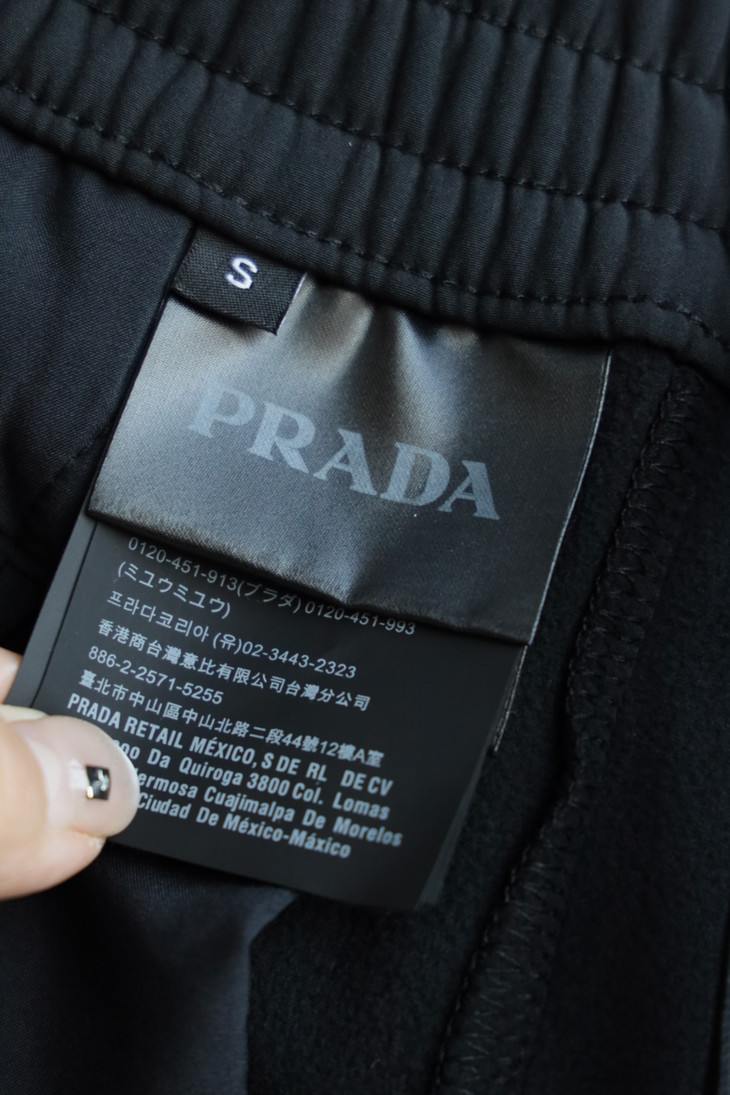 S
PRADA
0120-451-913(プラダ) 0120-451-993
(ミユウミユウ)
프라다코리아 (유)02-3443-2323
香港商台灣意比有限公司台灣分公司
886-2-2571-5255
臺北市中山區中山北路二段44號12樓A室
PRADA RETAIL MÉXICO, S DE RL DE CV
Da Quiroga 3800 Col. Lomas
Cuajimalpa De Morelos
Ciudad De México-Máxico